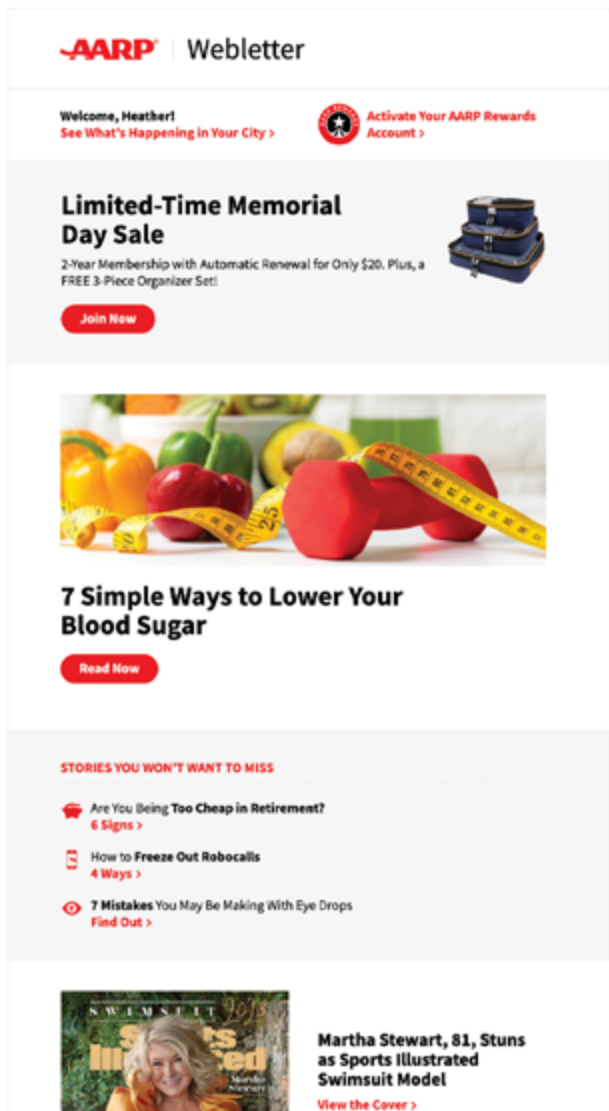 AARP | Webletter
Welcome, Heather!
See What's Happening in Your City >
Activate Your AARP Rewards
Account >
Limited-Time Memorial
Day Sale
2-Year Membership with Automatic Renewal for Only $20. Plus, a
FREE 3-Piece Organizer Set!
Join Now
7 Simple Ways to Lower Your
Blood Sugar
Read Now
STORIES YOU WON'T WANT TO MISS
Are You Being Too Cheap in Retirement?
6 Signs >
How to Freeze Out Robocalls
4 Ways >
7 Mistakes You May Be Making With Eye Drops
Find Out >
SWIMSUIT 2023
Sports
Illustrated
Martha
Stewart
Martha Stewart, 81, Stuns
as Sports Illustrated
Swimsuit Model
View the Cover >